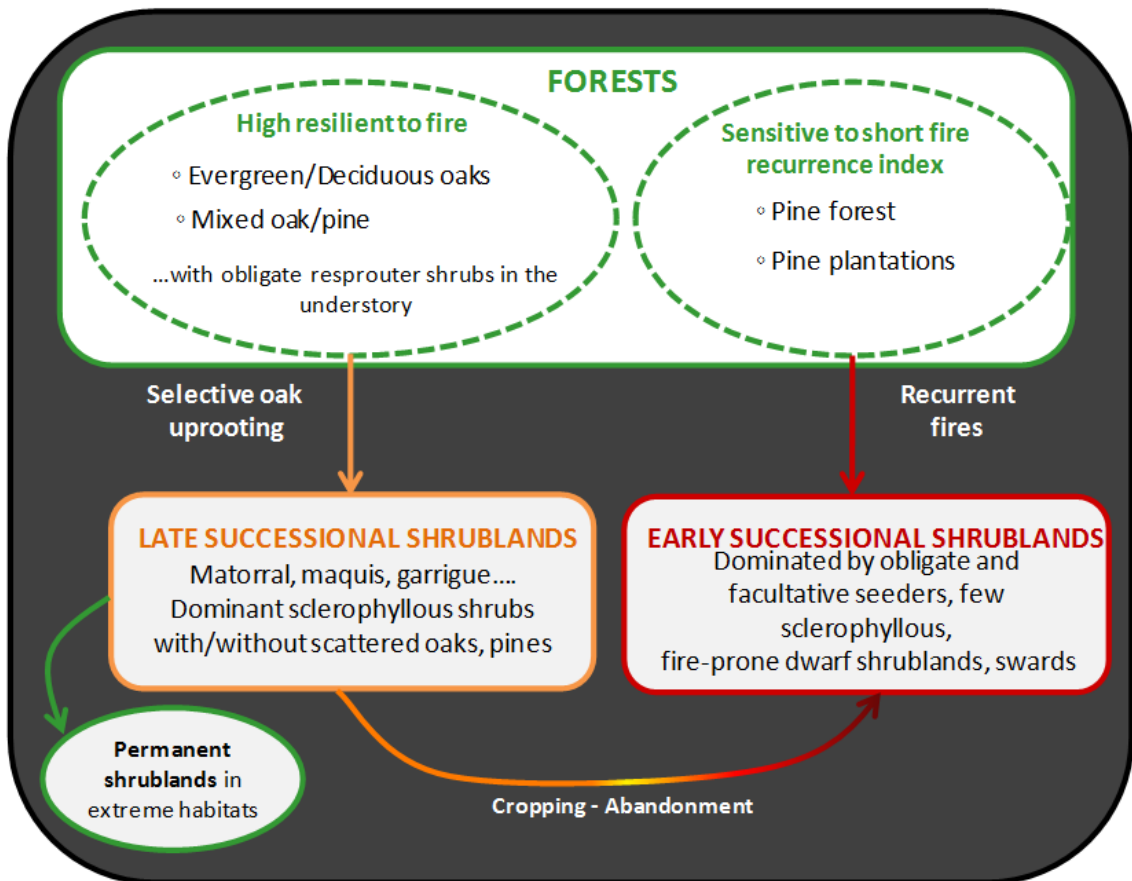 FORESTS
High resilient to fire
◦ Evergreen/Deciduous oaks
◦ Mixed oak/pine
...with obligate resprouter shrubs in the
understory
Sensitive to short fire
recurrence index
◦ Pine forest
◦ Pine plantations
Selective oak
uprooting
Recurrent
fires
LATE SUCCESSIONAL SHRUBLANDS
Matorral, maquis, garrigue....
Dominant sclerophyllous shrubs
with/without scattered oaks, pines
EARLY SUCCESSIONAL SHRUBLANDS
Dominated by obligate and
facultative seeders, few
sclerophyllous,
fire-prone dwarf shrublands, swards
Permanent
shrublands in
extreme habitats
Cropping - Abandonment